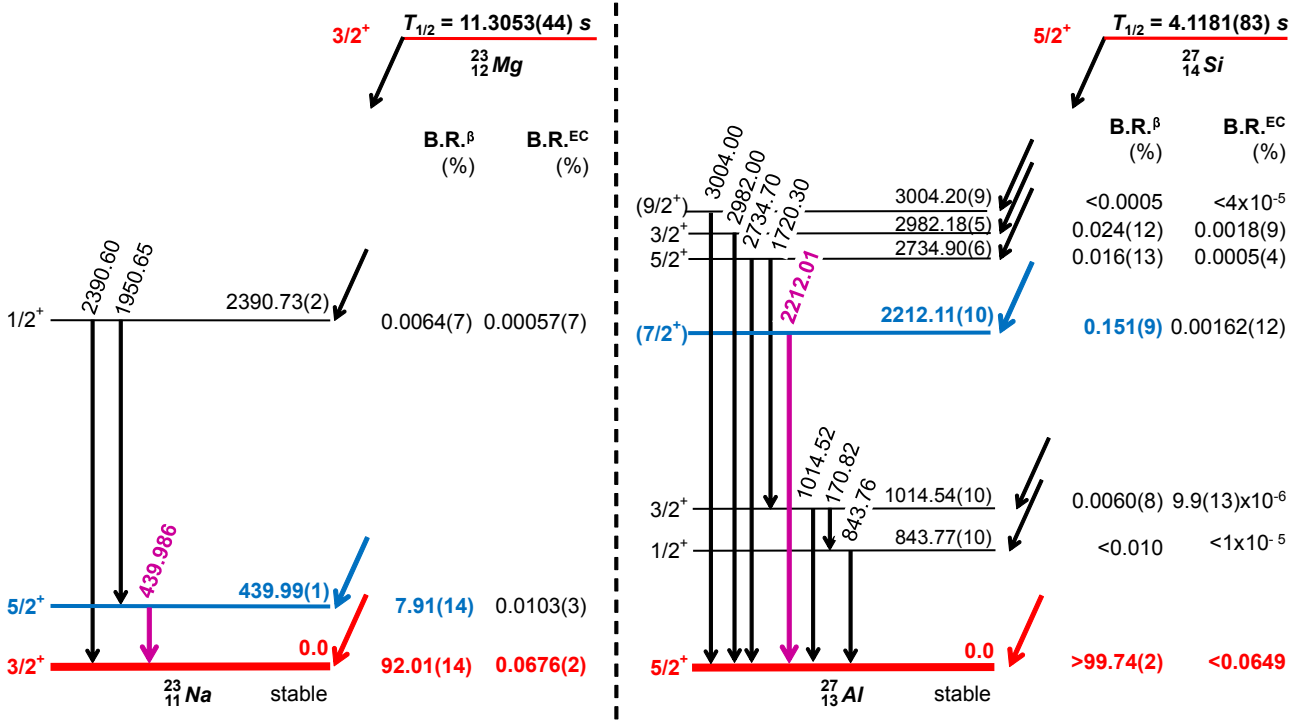 3/2+ T1/2 = 11.3053(44) s
23 12 Mg
B.R.β B.R.EC
(%) (%)
2390.60
1950.65
1/2+ 2390.73(2) 0.0064(7) 0.00057(7)
439.986
5/2+ 439.99(1) 7.91(14) 0.0103(3)
3/2+ 0.0 92.01(14) 0.0676(2)
23 11 Na stable
5/2+ T1/2 = 4.1181(83) s
27 14 Si
B.R.β B.R.EC
(%) (%)
3004.00
2982.00
2734.70
1720.30
(9/2+) 3004.20(9) <0.0005 <4x10-5
3/2+ 2982.18(5) 0.024(12) 0.0018(9)
5/2+ 2734.90(6) 0.016(13) 0.0005(4)
2212.01
(7/2+) 2212.11(10) 0.151(9) 0.00162(12)
1014.52
170.82
843.76
3/2+ 1014.54(10) 0.0060(8) 9.9(13)x10-6
1/2+ 843.77(10) <0.010 <1x10-5
5/2+ 0.0 >99.74(2) <0.0649
27 13 Al stable